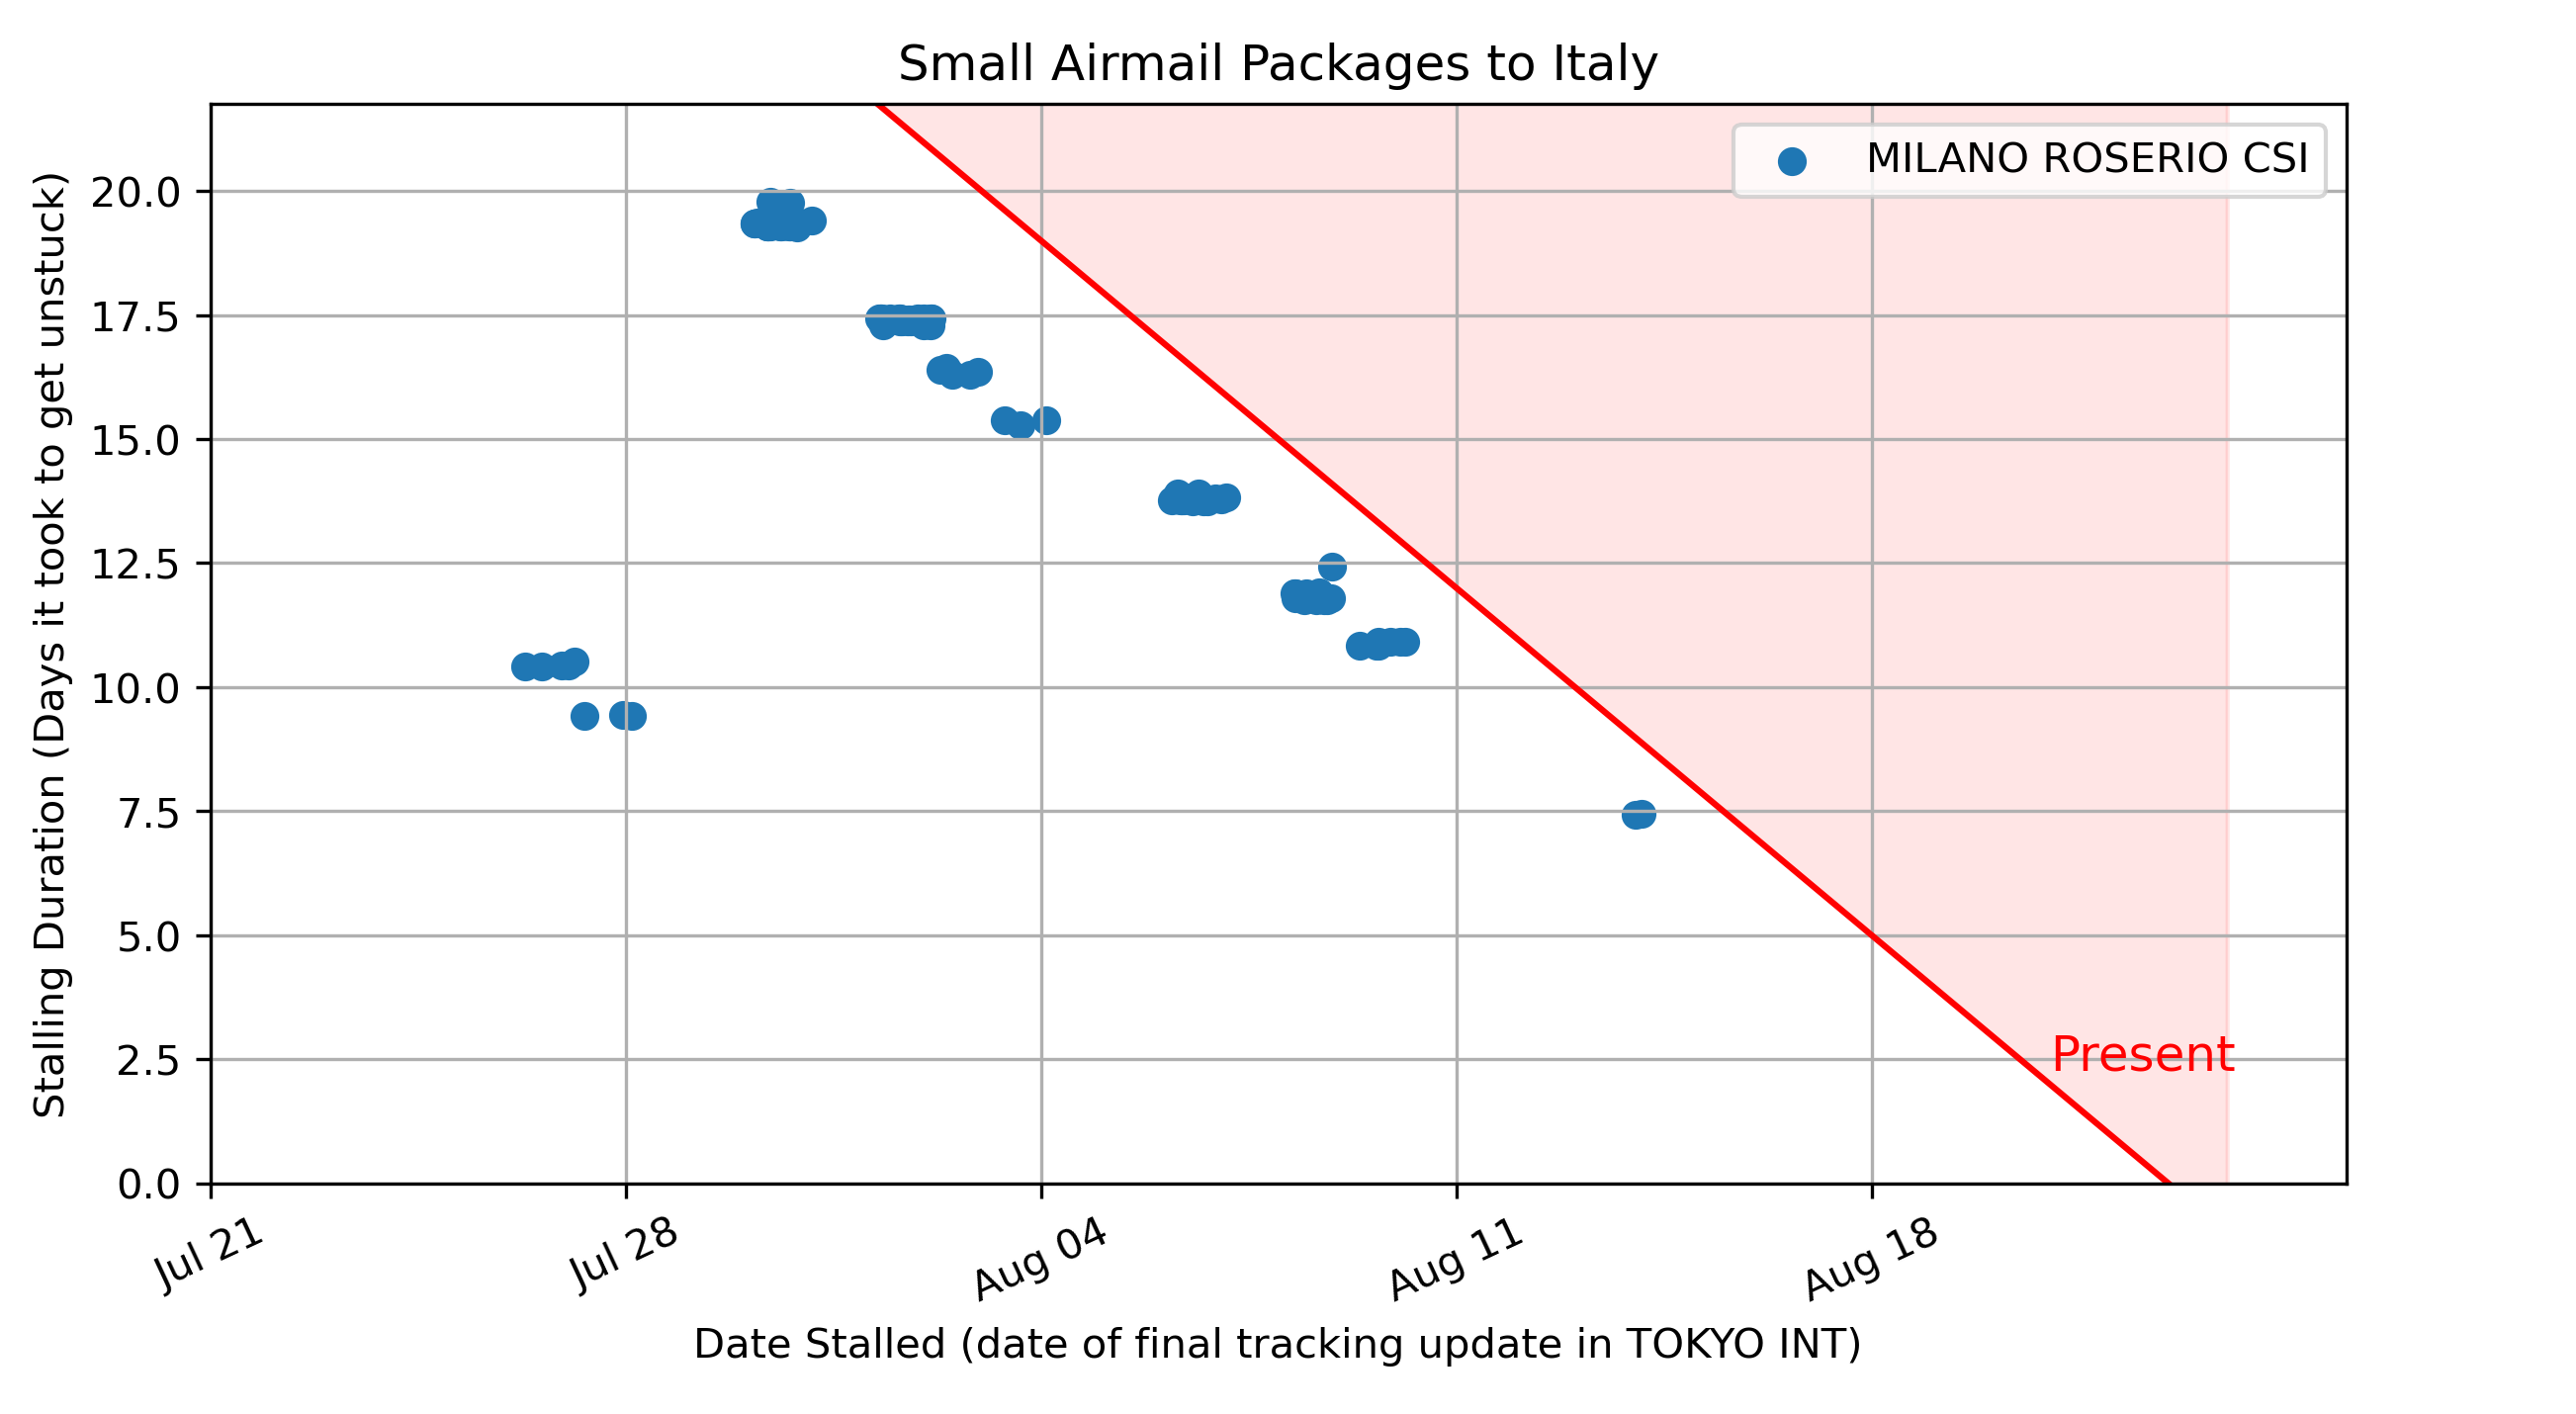 Small Airmail Packages to Italy
MILANO ROSERIO CSI
Stalling Duration (Days it took to get unstuck)
20.0
17.5
15.0
12.5
10.0
7.5
5.0
2.5
0.0
Present
Jul 21
Jul 28
Aug 04
Aug 11
Aug 18
Date Stalled (date of final tracking update in TOKYO INT)